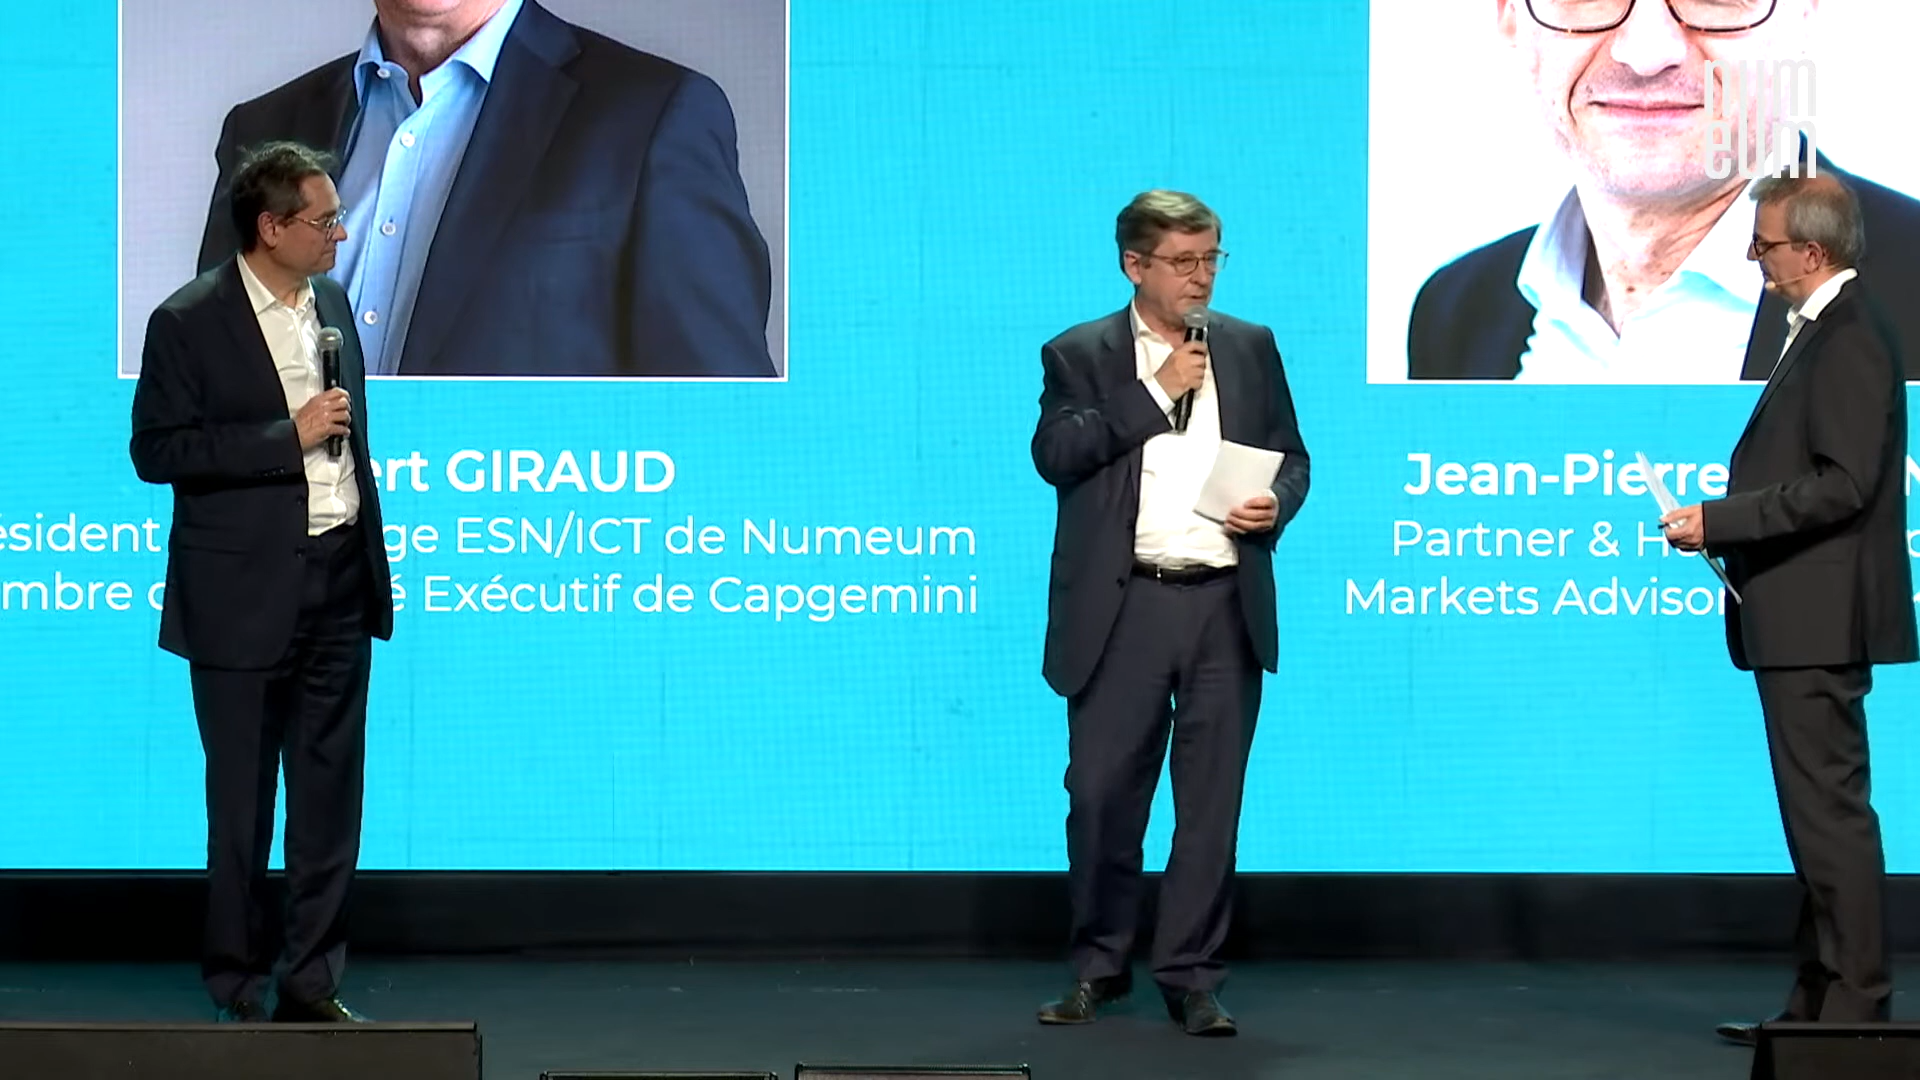 num
eum
ert GIRAUD
ésident ge ESN/ICT de Numeum
mbre é Exécutif de Capgemini
Jean-Pierre
Partner &
Markets Advisor